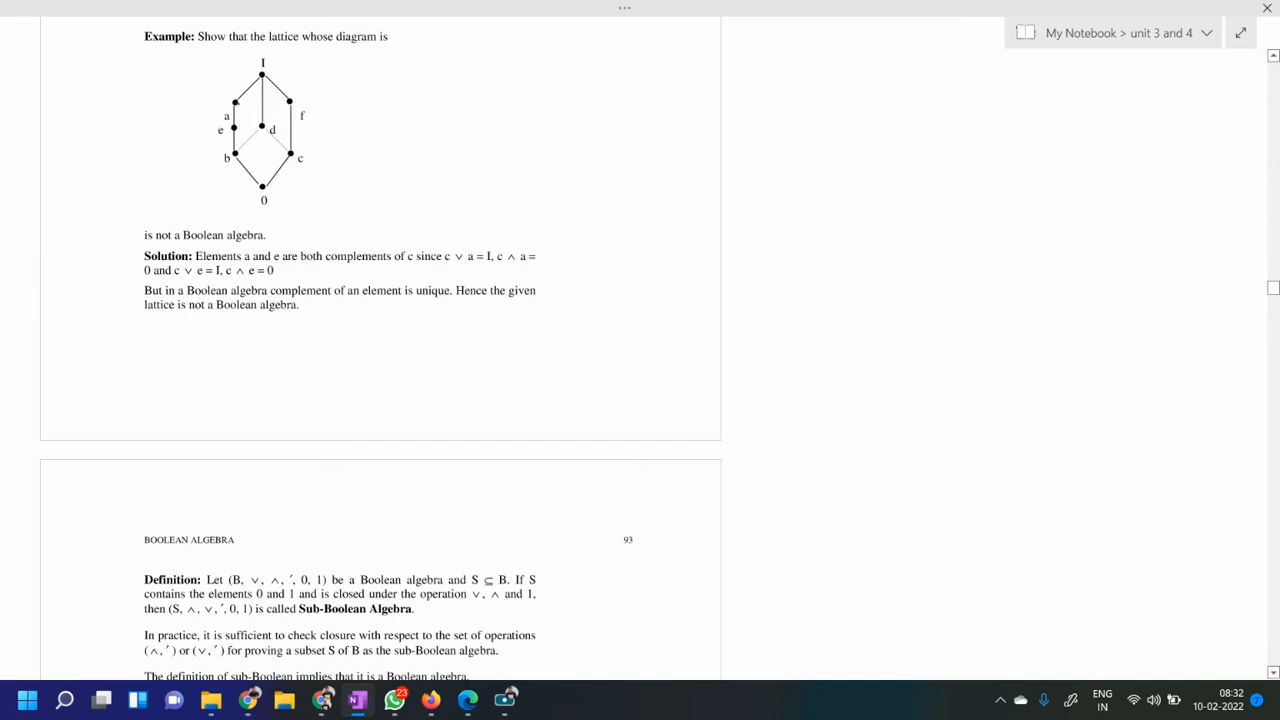 My Notebook > unit 3 and 4
Example: Show that the lattice whose diagram is
I
a
f
e
d
b
c
0
is not a Boolean algebra.
Solution: Elements a and e are both complements of c since c ∨ a = I, c ∧ a =
0 and c ∨ e = I, c ∧ e = 0
But in a Boolean algebra complement of an element is unique. Hence the given
lattice is not a Boolean algebra.
BOOLEAN ALGEBRA 93
Definition: Let (B, ∨, ∧, ′, 0, 1) be a Boolean algebra and S ⊆ B. If S
contains the elements 0 and 1 and is closed under the operation ∨, ∧ and 1,
then (S, ∧, ∨, ′, 0, 1) is called Sub-Boolean Algebra.
In practice, it is sufficient to check closure with respect to the set of operations
(∧, ′) or (∨, ′) for proving a subset S of B as the sub-Boolean algebra.
The definition of sub-Boolean implies that it is a Boolean algebra.
23
ENG
IN
08:32
10-02-2022
7